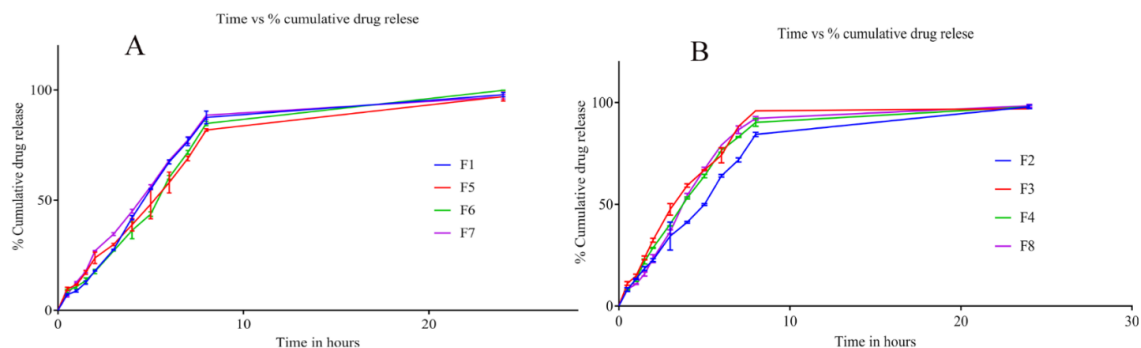 Time vs % cumulative drug relese
A
% Cumulative drug release
100
50
0
0
10
20
Time in hours
F1
F5
F6
F7
Time vs % cumulative drug relese
B
% Cumulative drug release
100
50
0
0
10
20
30
Time in hours
F2
F3
F4
F8